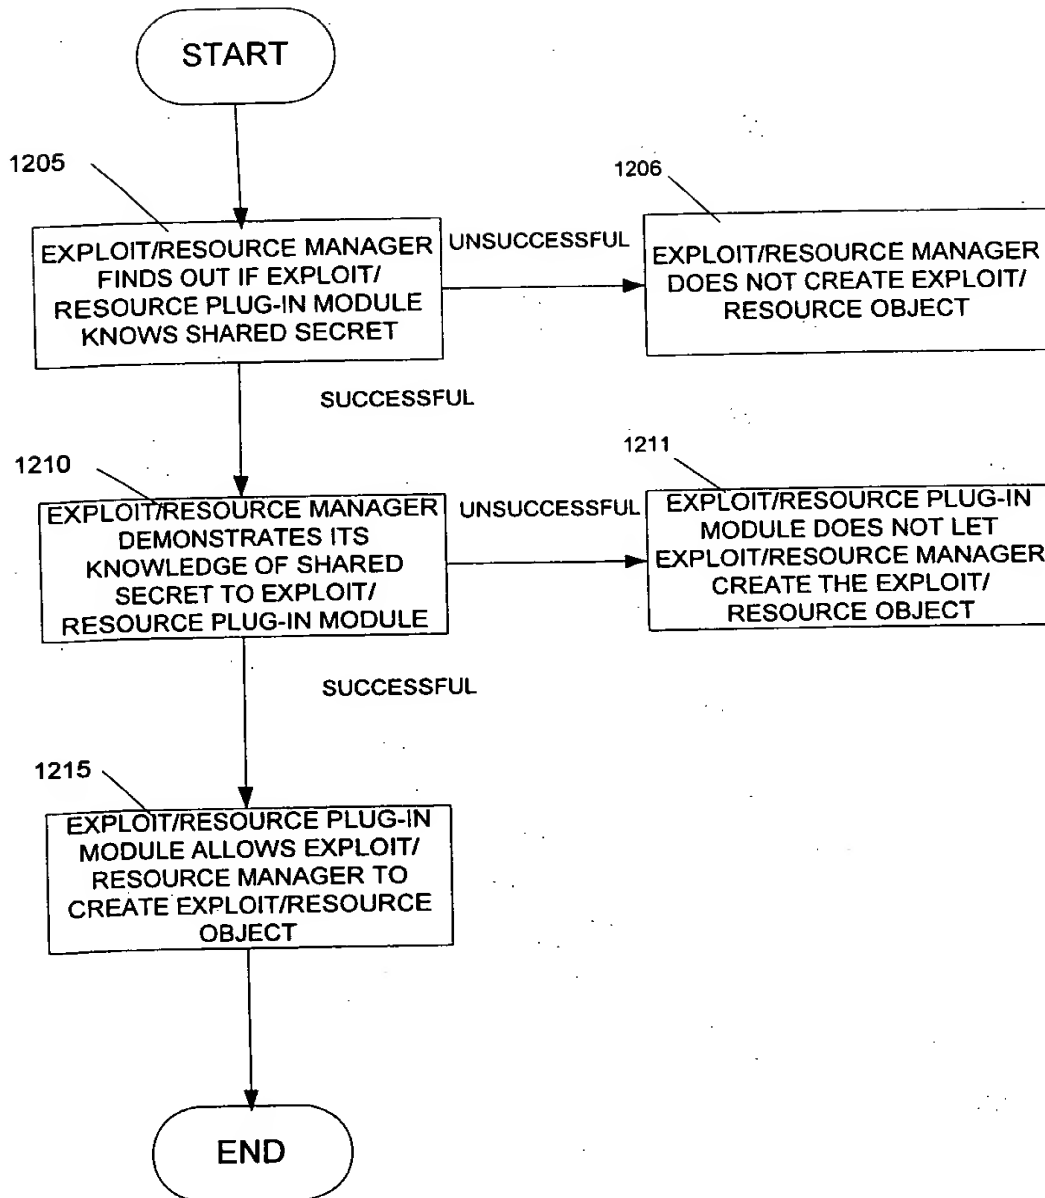 START
1205
EXPLOIT/RESOURCE MANAGER
FINDS OUT IF EXPLOIT/
RESOURCE PLUG-IN MODULE
KNOWS SHARED SECRET
UNSUCCESSFUL
1206
EXPLOIT/RESOURCE MANAGER
DOES NOT CREATE EXPLOIT/
RESOURCE OBJECT
SUCCESSFUL
1210
EXPLOIT/RESOURCE MANAGER
DEMONSTRATES ITS
KNOWLEDGE OF SHARED
SECRET TO EXPLOIT/
RESOURCE PLUG-IN MODULE
UNSUCCESSFUL
1211
EXPLOIT/RESOURCE PLUG-IN
MODULE DOES NOT LET
EXPLOIT/RESOURCE MANAGER
CREATE THE EXPLOIT/
RESOURCE OBJECT
SUCCESSFUL
1215
EXPLOIT/RESOURCE PLUG-IN
MODULE ALLOWS EXPLOIT/
RESOURCE MANAGER TO
CREATE EXPLOIT/RESOURCE
OBJECT
END